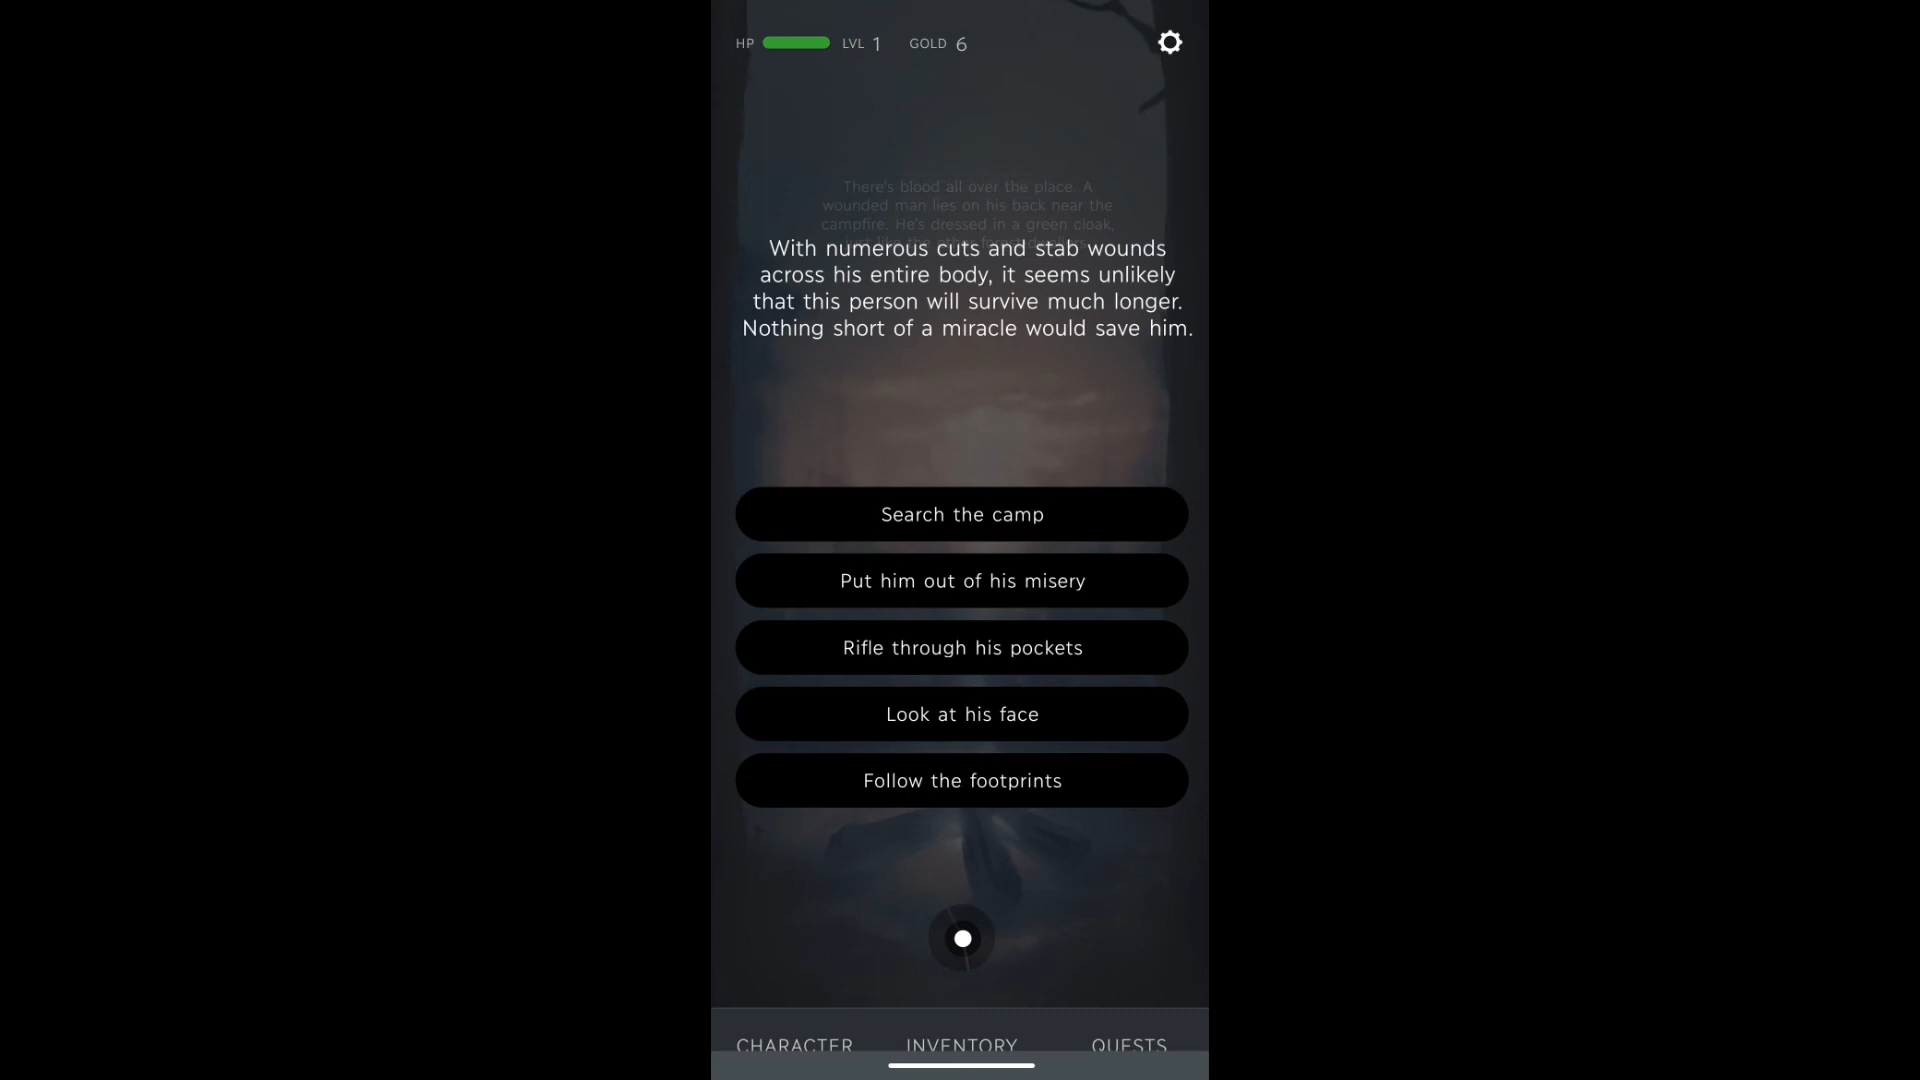 HP LVL 1 GOLD 6
There's blood all over the place. A
wounded man lies on his back near the
campfire. He's dressed in a green cloak,
With numerous cuts and stab wounds
across his entire body, it seems unlikely
that this person will survive much longer.
Nothing short of a miracle would save him.
Search the camp
Put him out of his misery
Rifle through his pockets
Look at his face
Follow the footprints
CHARACTER INVENTORY QUESTS